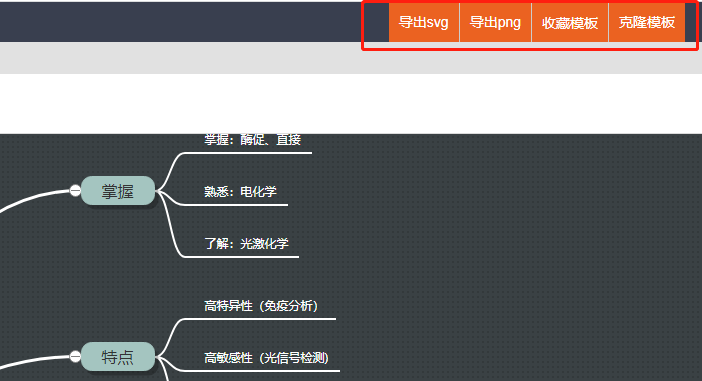 导出svg 导出png 收藏模板 克隆模板
掌握：酶促、直接
掌握
熟悉：电化学
了解：光激化学
高特异性（免疫分析）
特点
高敏感性（光信号检测）